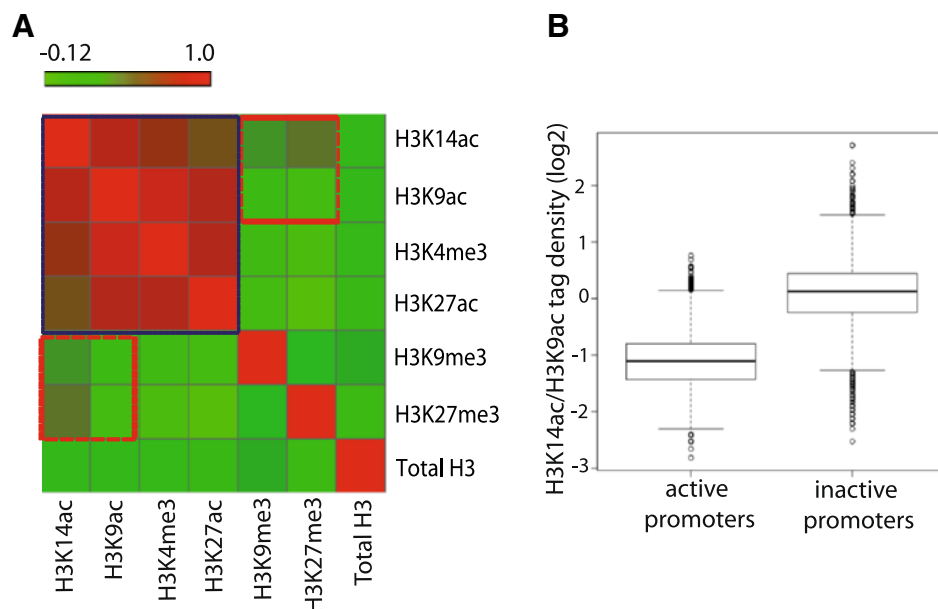 A
-0.12 1.0
H3K14ac
H3K9ac
H3K4me3
H3K27ac
H3K9me3
H3K27me3
Total H3
H3K14ac
H3K9ac
H3K4me3
H3K27ac
H3K9me3
H3K27me3
Total H3
B
H3K14ac/H3K9ac tag density (log2)
2
1
0
-1
-2
-3
active
promoters
inactive
promoters